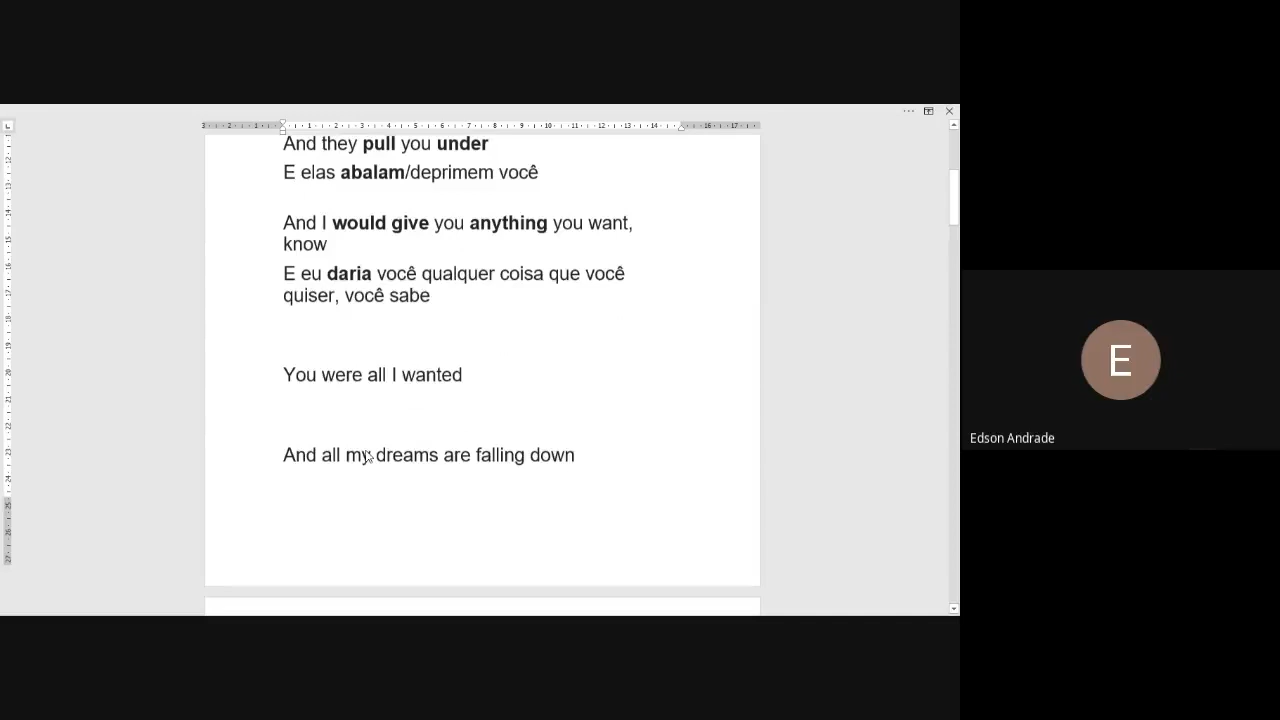 And they pull you under
E elas abalam/deprimem você
And I would give you anything you want,
know
E eu daria você qualquer coisa que você
quiser, você sabe
You were all I wanted
And all my dreams are falling down
E
Edson Andrade